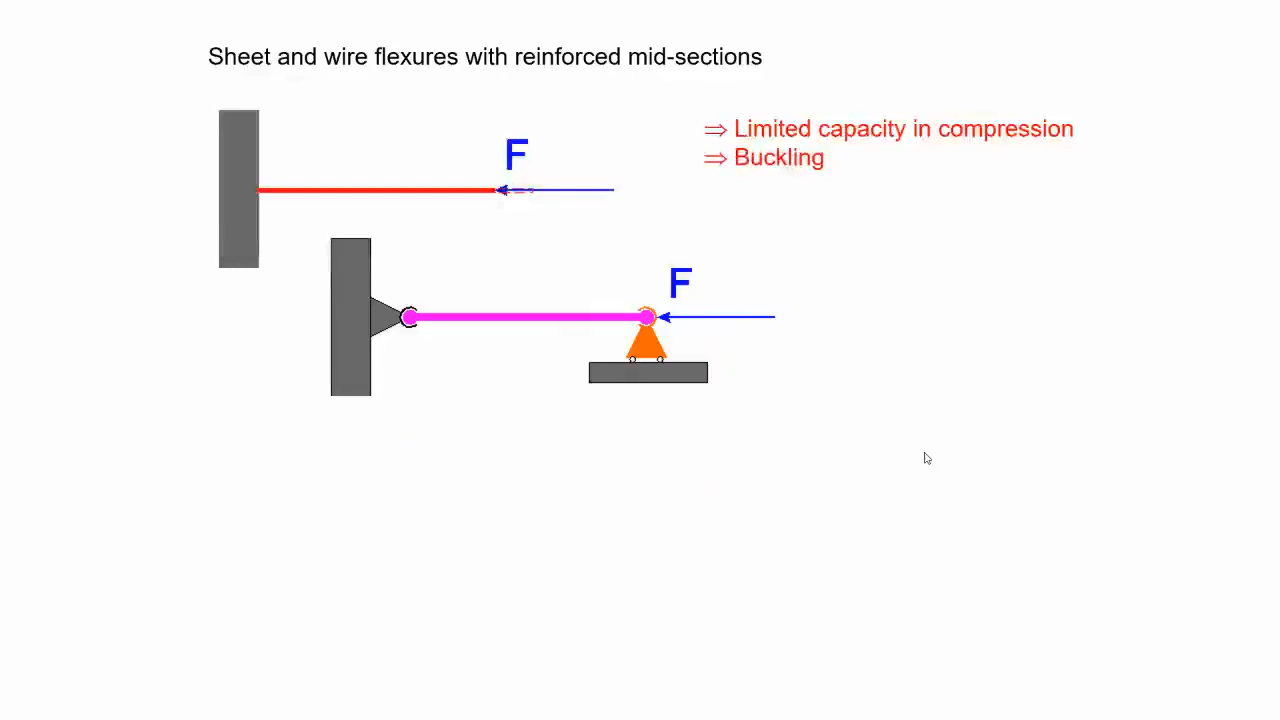 Sheet and wire flexures with reinforced mid-sections
⇒ Limited capacity in compression
⇒ Buckling
F
F